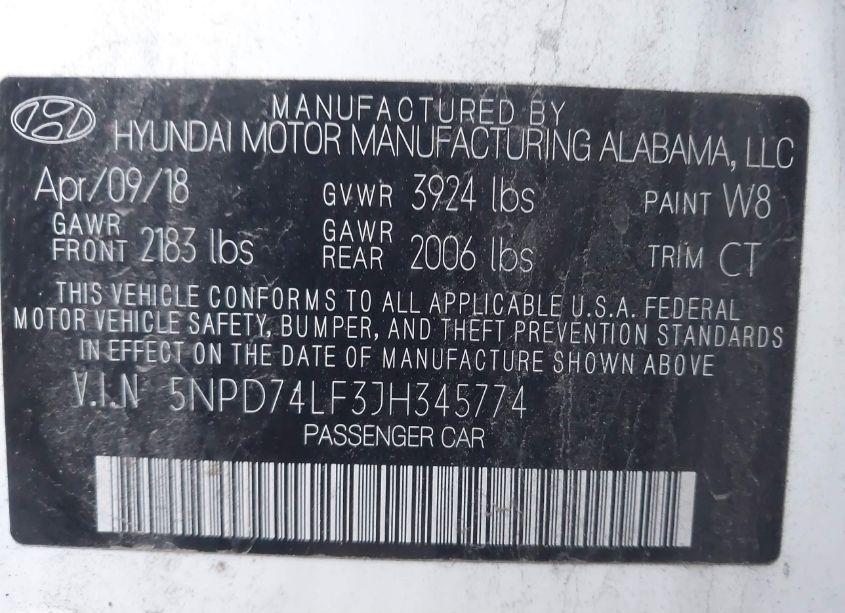 MANUFACTURED BY
HYUNDAI MOTOR MANUFACTURING ALABAMA, LLC
Apr/09/18 GVWR 3924 lbs PAINT W8
GAWR FRONT 2183 lbs GAWR REAR 2006 lbs TRIM CT
THIS VEHICLE CONFORMS TO ALL APPLICABLE U.S.A. FEDERAL
MOTOR VEHICLE SAFETY, BUMPER, AND THEFT PREVENTION STANDARDS
IN EFFECT ON THE DATE OF MANUFACTURE SHOWN ABOVE
V.I.N 5NPD74LF3JH345774
PASSENGER CAR